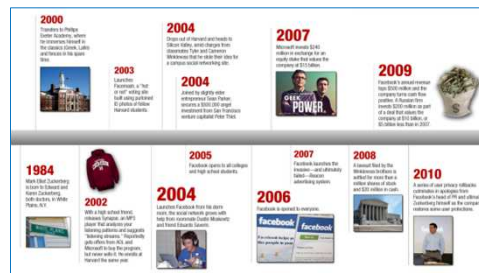 2000
Transfers to Phillips
Exeter Academy, where
he immerses himself in
the classics (Greek, Latin)
and fences in his spare
time.
2003
Launches
Facemash, a "hot
or not" voting site
built using purloined
ID photos of fellow
Harvard students.
2004
Drops out of Harvard and heads to
Silicon Valley, amid charges from
classmates Tyler and Cameron
Winklevoss that he stole their idea for
a campus social networking site.
2004
Joined by slightly elder
entrepreneur Sean Parker,
secures a $500,000 angel
investment from San Francisco
venture capitalist Peter Thiel.
2007
Microsoft invests $240
million in exchange for an
equity stake that values the
company at $15 billion.
GEEK
POWER.
2009
Facebook's annual revenue
tops $500 million and the
company turns cash flow
positive. A Russian firm
invests $200 million as part
of a deal that values the
company at $10 billion, or
$5 billion less than in 2007.
$
1984
Mark Elliot Zuckerberg
is born to Edward and
Karen Zuckerberg,
both doctors, in White
Plains, N.Y.
2002
With a high school friend,
releases Synapse, an MP3
player that analyzes your
listening patterns and suggests
"listening streams." Reportedly
gets offers from AOL and
Microsoft to buy the program,
but never sells it. He enrolls at
Harvard the same year.
2005
Facebook opens to all colleges
and high school students.
2004
Launches Facebook from his dorm
room; the social network grows with
help from roommate Dustin Moskovitz
and friend Eduardo Saverin.
2006
Facebook is opened to everyone.
facebook
facebook
2007
Facebook launches the
invasive—and ultimately
failed—Beacon
advertising system.
2008
A lawsuit filed by the
Winklevoss brothers is
settled for more than a
million shares of stock
and $20 million in cash.
2010
A series of user privacy rollbacks
culminates in apologies from
Facebook's head of PR and ultimately
Zuckerberg himself as the company
restores some user protections.